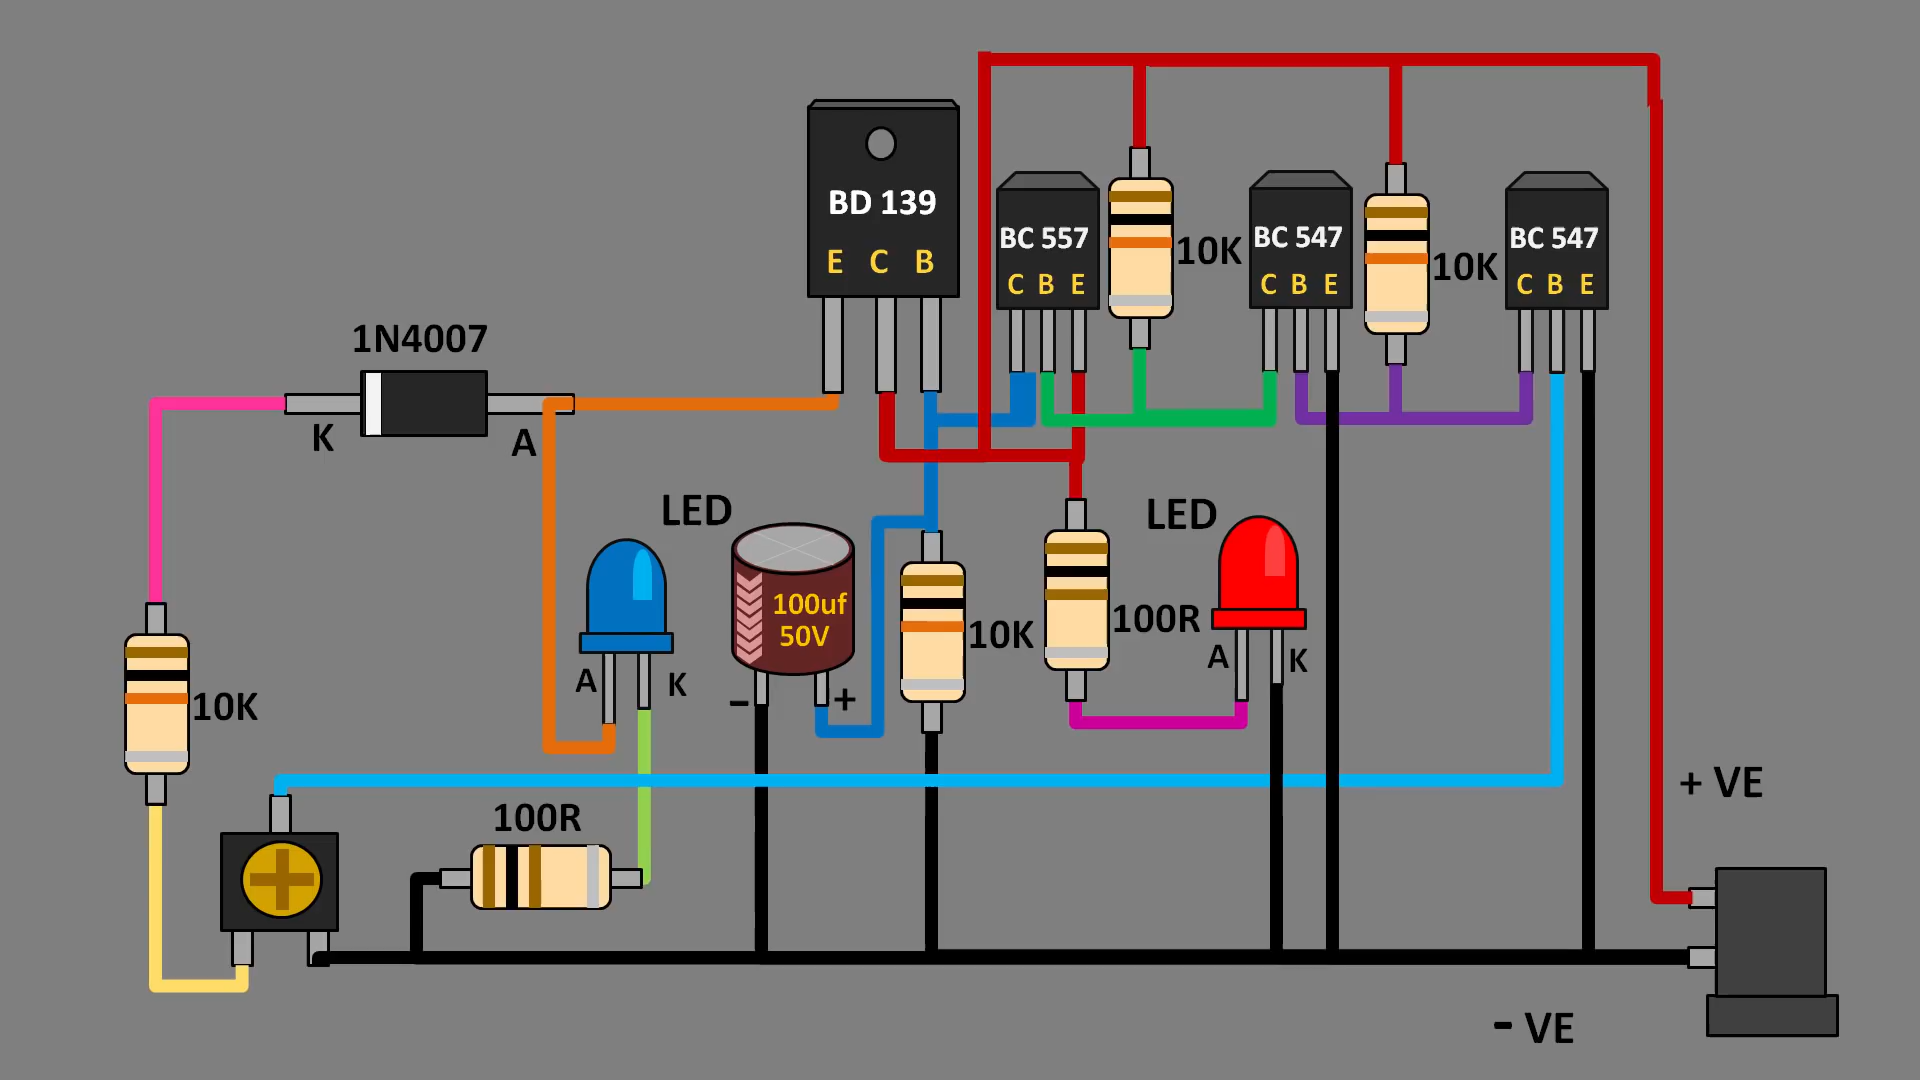 BD 139
E C B
BC 557
C B E
10K
BC 547
C B E
10K
BC 547
C B E
1N4007
K
A
LED
A
K
100uf
50V
-
+
10K
100R
LED
A
K
10K
100R
+ VE
- VE